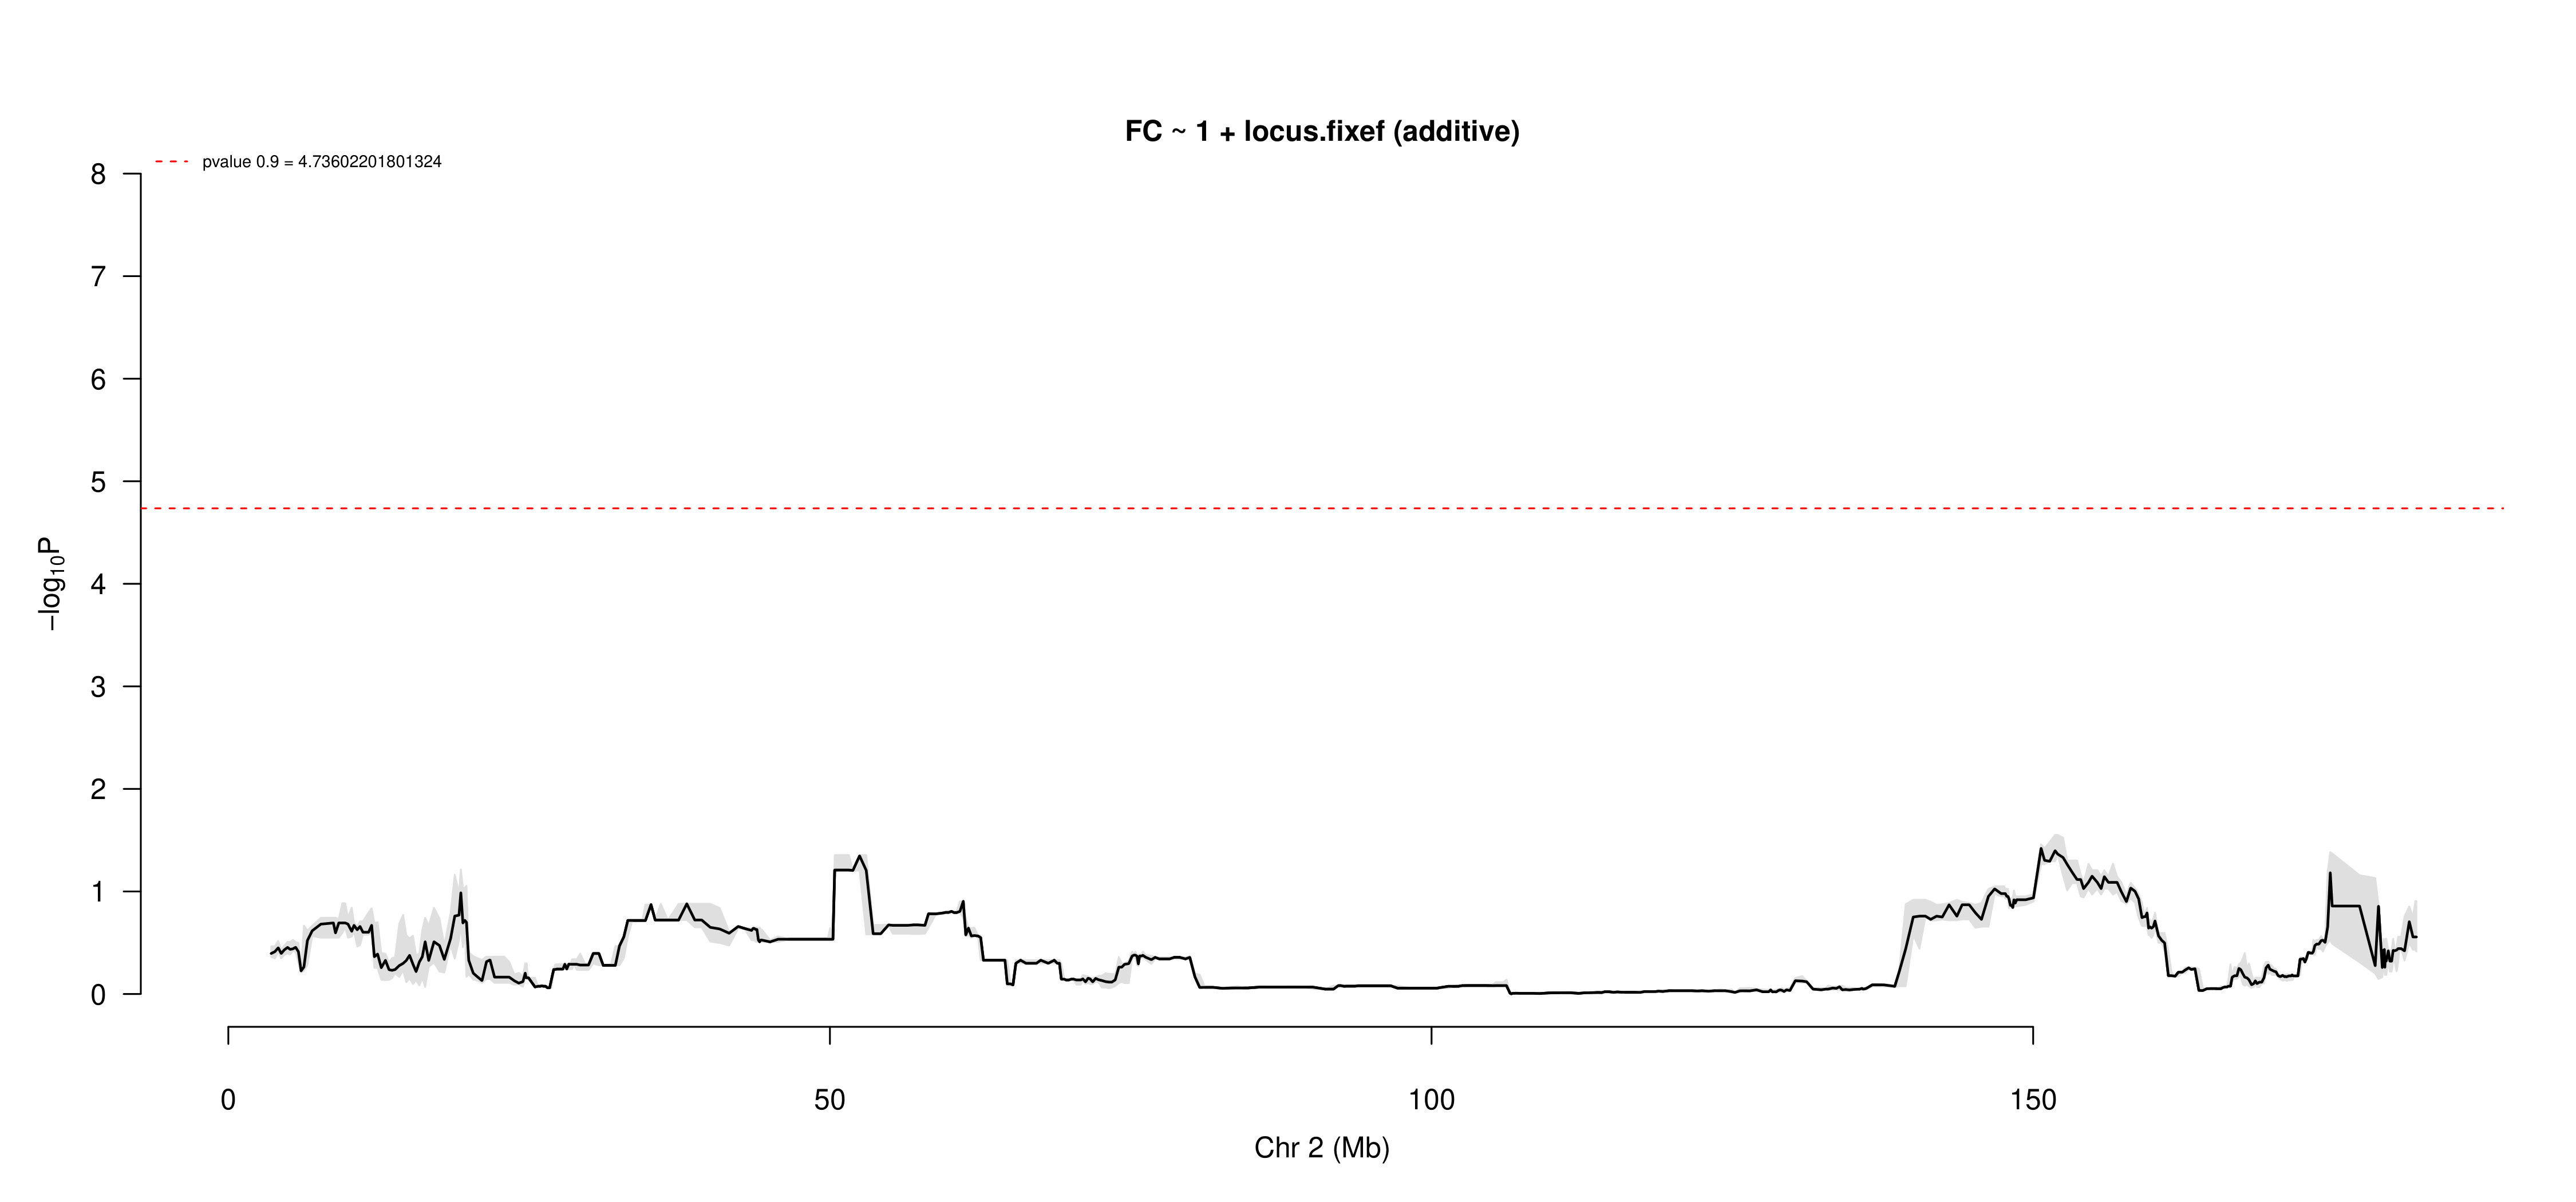 FC ~ 1 + locus.fixef (additive)
pvalue 0.9 = 4.73602201801324
8
7
6
5
4
3
2
1
0
−log10P
0 50 100 150
Chr 2 (Mb)